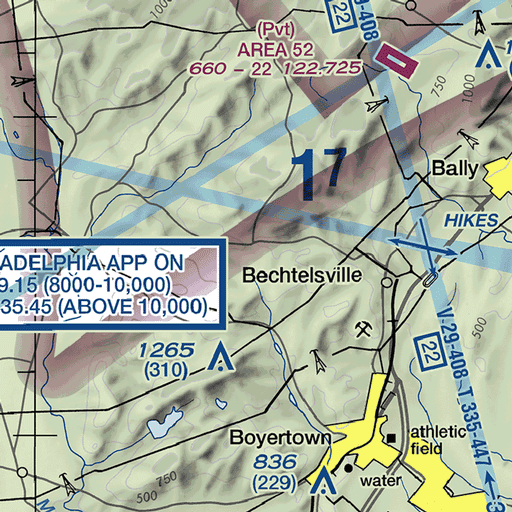 1000
22
29-408
(Pvt)
AREA 52
660 - 22 122.725
750
1000
17
Bally
HIKES
ADELPHIA APP ON
9.15 (8000-10,000)
35.45 (ABOVE 10,000)
Bechtelsville
500
V-29-408
T 335-447
22
1265
(310)
Boyertown
athletic
field
836
(229)
water
750
500